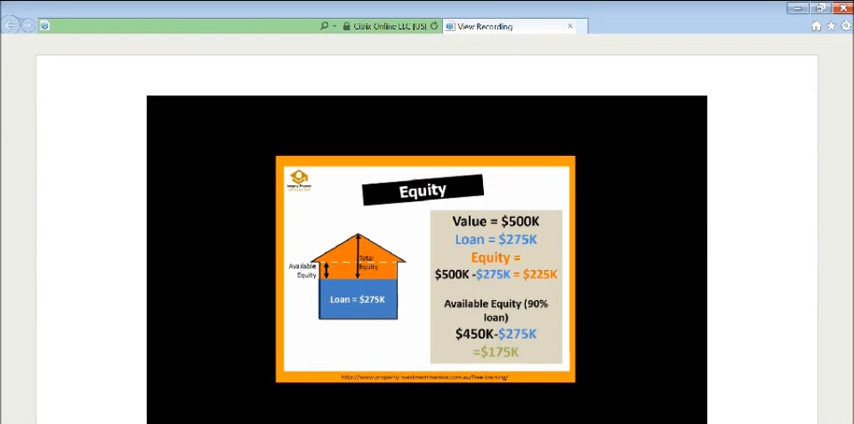 Citrix Online LLC [US]
View Recording
Equity
Value = $500K
Loan = $275K
Equity =
$500K -$275K = $225K
Available Equity (90%
loan)
$450K-$275K
=$175K
Available
Equity
Total
Equity
Loan = $275K